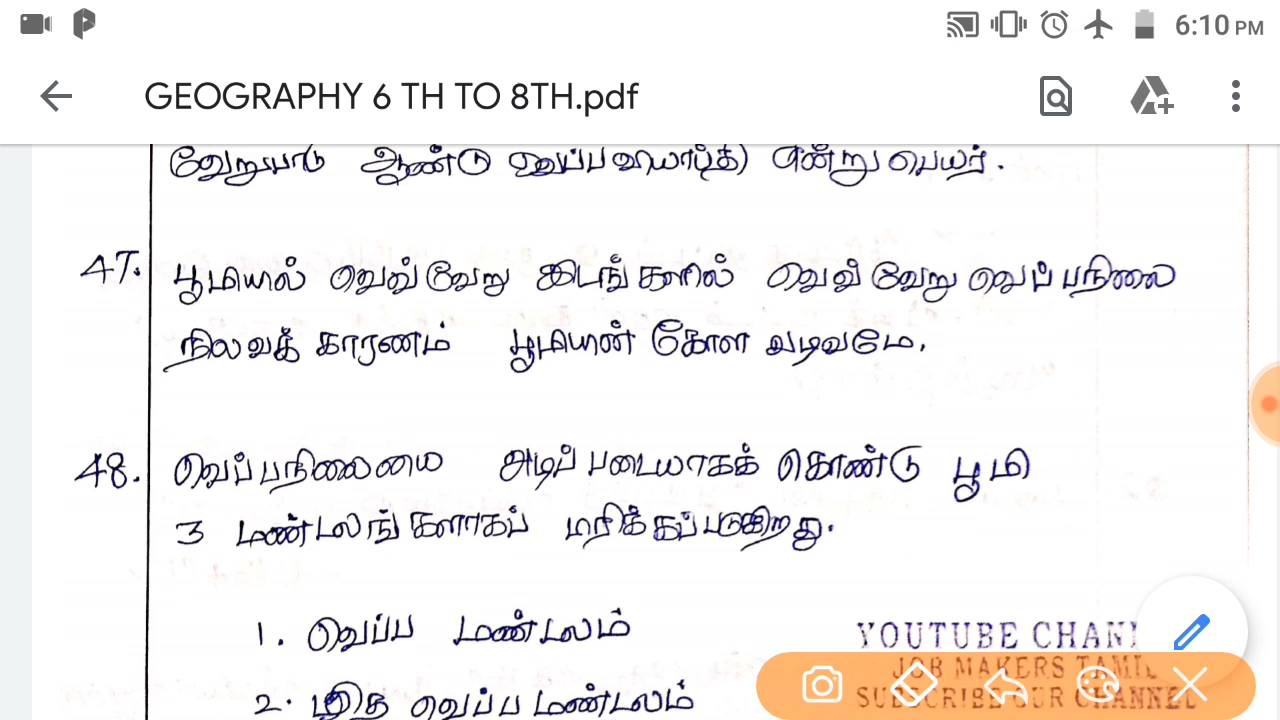 6:10 PM
GEOGRAPHY 6 TH TO 8TH.pdf
வேறுபாடு ஆண்டு வெப்ப வியாழ்க) என்று பெயர்.
47. பூமியில் வெவ்வேறு இடங்களில் வெவ்வேறு வெப்பநிலை
நிலவக் காரணம் பூமியின் கோள வடிவமே.
48. வெப்பநிலையை அடிப்படையாகக் கொண்டு பூமி
3 மண்டலங்களாகப் பிரிக்கப்படுகிறது.
1. வெப்ப மண்டலம்
YOUTUBE CHAN
JOB MAKERS TAMIL
2. மித வெப்ப மண்டலம்
SUBSCRIBE OUR CHANNEL